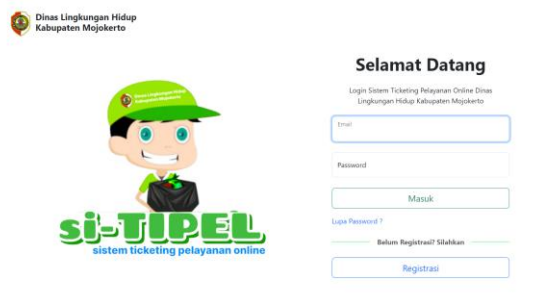 Dinas Lingkungan Hidup
Kabupaten Mojokerto
Selamat Datang
Login Sistem Ticketing Pelayanan Online Dinas
Lingkungan Hidup Kabupaten Mojokerto
Email
Password
Masuk
Lupa Password ?
Belum Registrasi? Silahkan
Registrasi
Dinas Lingkungan Hidup
Kabupaten Mojokerto
si-TIPEL
sistem ticketing pelayanan online